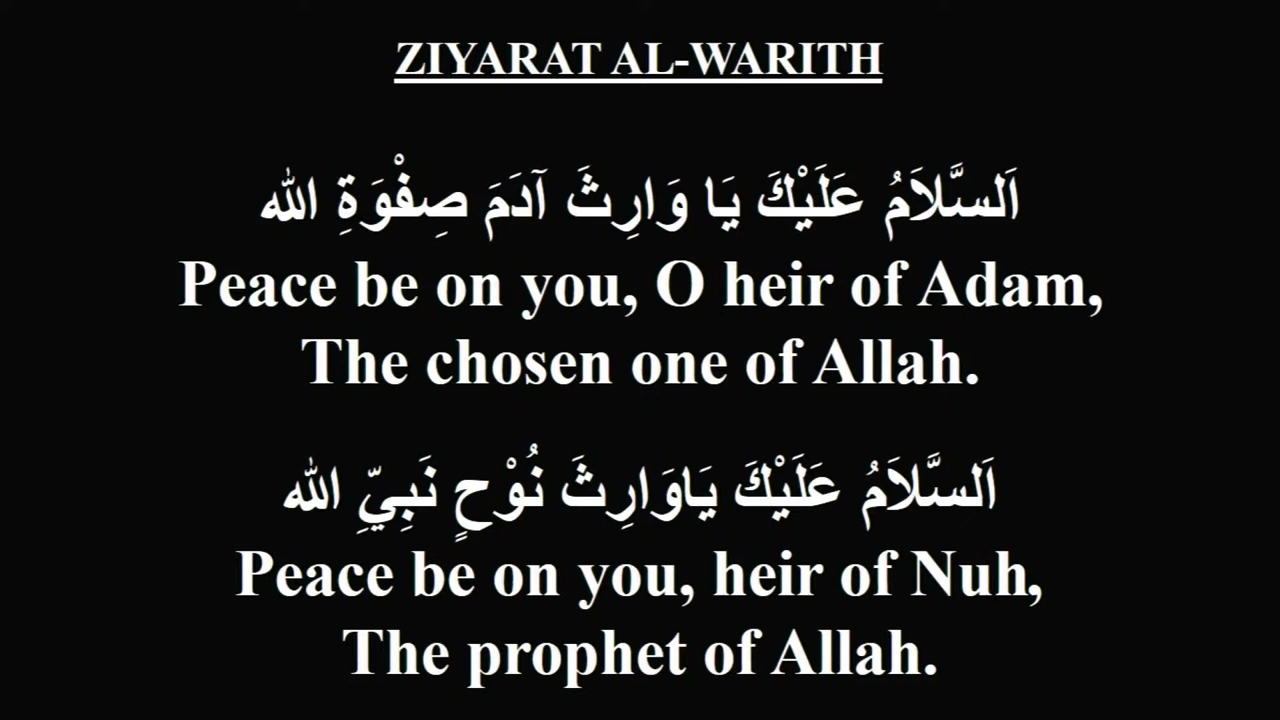 ZIYARAT AL-WARITH
اَلسَّلاَمُ عَلَيْكَ يَا وَارِثَ آدَمَ صِفْوَةِ الله
Peace be on you, O heir of Adam,
The chosen one of Allah.
اَلسَّلاَمُ عَلَيْكَ يَاوَارِثَ نُوْحٍ نَبِيِّ الله
Peace be on you, heir of Nuh,
The prophet of Allah.